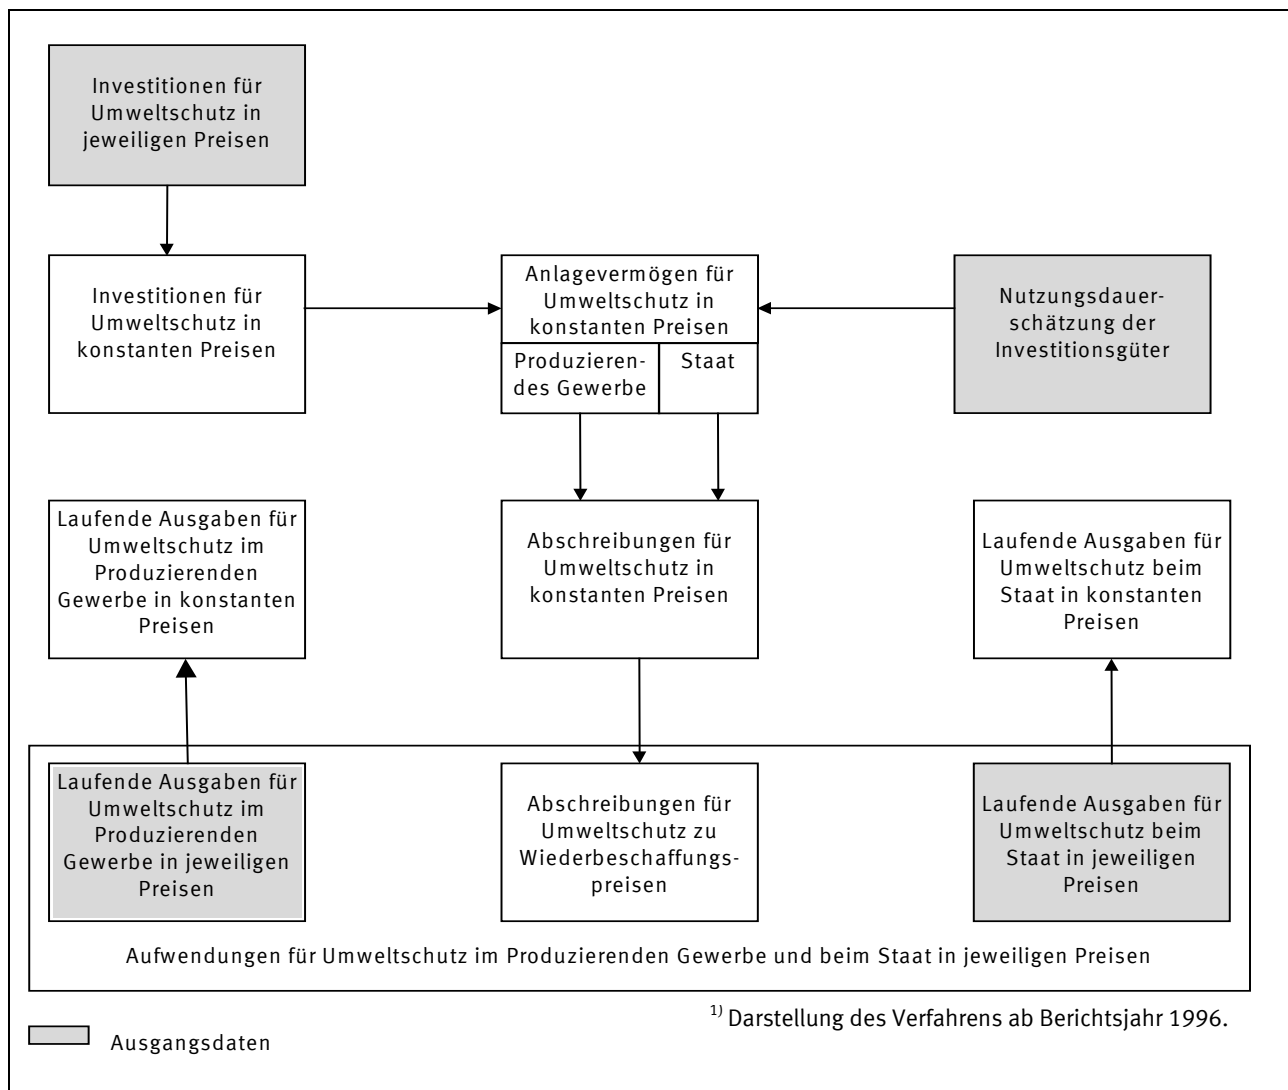 Investitionen für
Umweltschutz in
jeweiligen Preisen
Investitionen für
Umweltschutz in
konstanten Preisen
Anlagevermögen für
Umweltschutz in
konstanten Preisen
Produzieren-
des Gewerbe
Staat
Nutzungsdauer-
schätzung der
Investitionsgüter
Laufende Ausgaben für
Umweltschutz im
Produzierenden
Gewerbe in konstanten
Preisen
Abschreibungen für
Umweltschutz in
konstanten Preisen
Laufende Ausgaben für
Umweltschutz beim
Staat in konstanten
Preisen
Laufende Ausgaben für
Umweltschutz im
Produzierenden
Gewerbe in jeweiligen
Preisen
Abschreibungen für
Umweltschutz zu
Wiederbeschaffungs-
preisen
Laufende Ausgaben für
Umweltschutz beim
Staat in jeweiligen
Preisen
Aufwendungen für Umweltschutz im Produzierenden Gewerbe und beim Staat in jeweiligen Preisen
1) Darstellung des Verfahrens ab Berichtsjahr 1996.
Ausgangsdaten